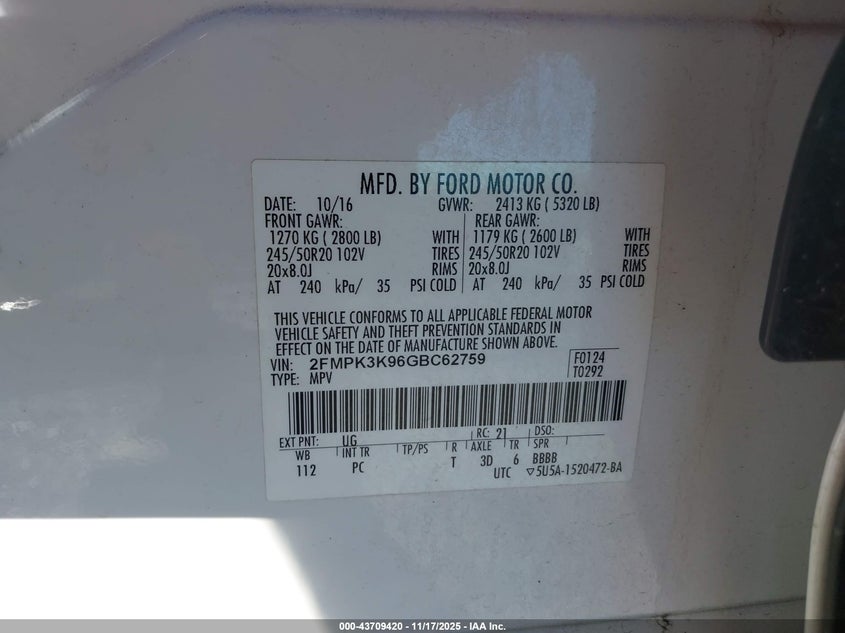 MFD. BY FORD MOTOR CO.
DATE: 10/16 GVWR: 2413 KG ( 5320 LB)
FRONT GAWR: REAR GAWR:
1270 KG ( 2800 LB) WITH 1179 KG ( 2600 LB) WITH
245/50R20 102V TIRES 245/50R20 102V TIRES
20x8.0J RIMS 20x8.0J RIMS
AT 240 kPa/ 35 PSI COLD AT 240 kPa/ 35 PSI COLD
THIS VEHICLE CONFORMS TO ALL APPLICABLE FEDERAL MOTOR
VEHICLE SAFETY AND THEFT PREVENTION STANDARDS IN
EFFECT ON THE DATE OF MANUFACTURE SHOWN ABOVE.
VIN: 2FMPK3K96GBC62759 F0124
TYPE: MPV T0292
EXT PNT: UG RC: 21 DSO:
WB INT TR TP/PS R AXLE TR SPR
112 PC T 3D 6 BBBB
UTC ▽5U5A-1520472-BA
000-43709420 - 11/17/2025 - IAA Inc.